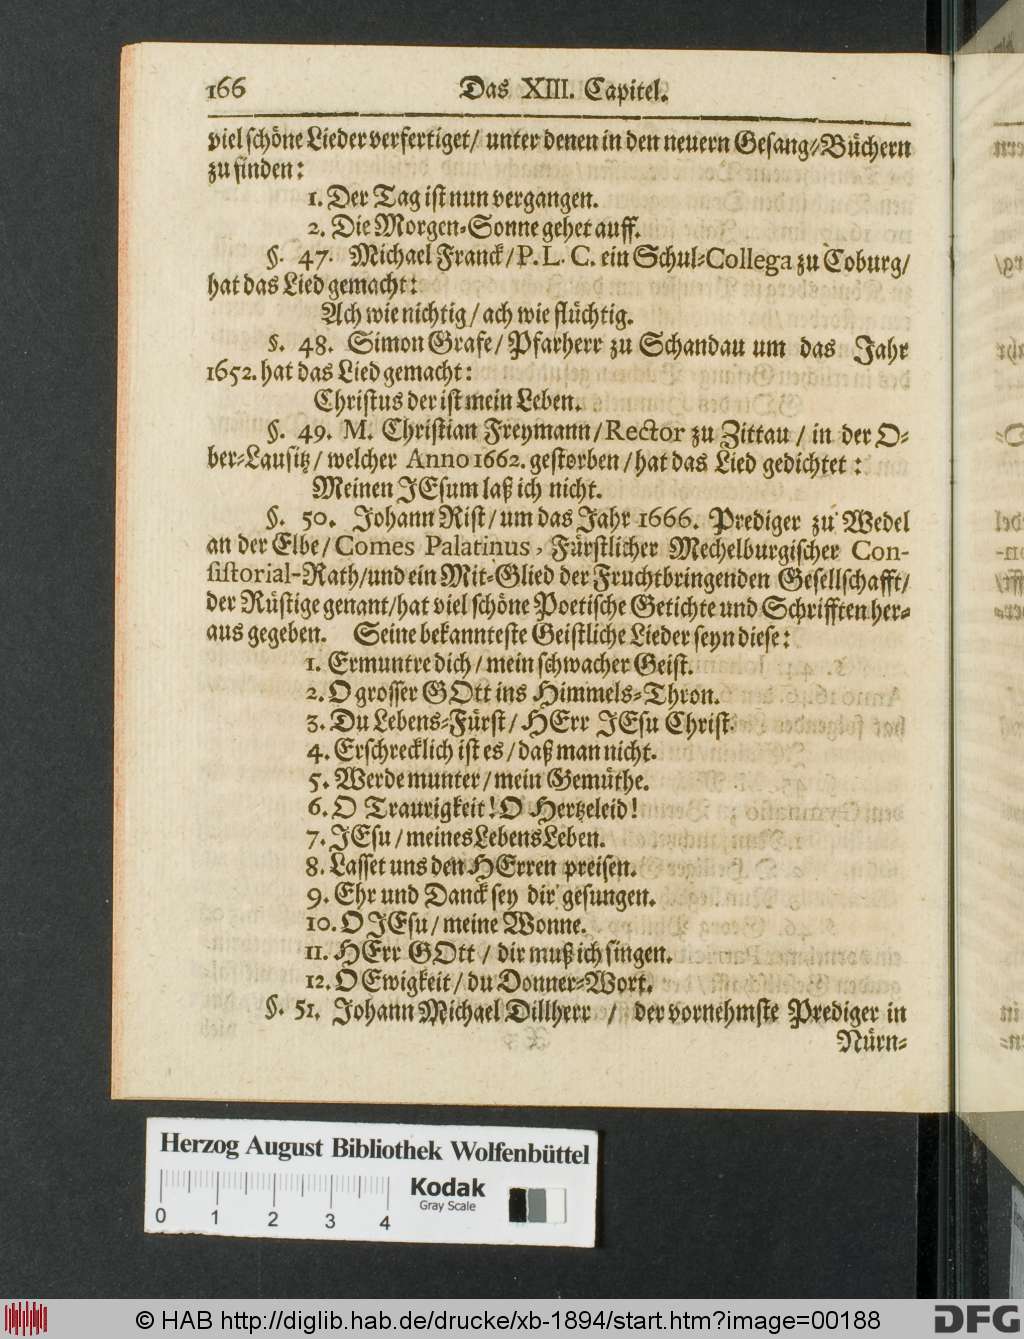 166 Das XIII. Capitel.
viel schöne Lieder verfertiget/ unter denen in den neuern Gesang-Büchern
zu finden:
1. Der Tag ist nun vergangen.
2. Die Morgen-Sonne gehet auff.
§. 47. Michael Franck/ P. L. C. ein Schul-Collega zu Coburg/
hat das Lied gemacht:
Ach wie nichtig/ ach wie flüchtig.
§. 48. Simon Grafe/ Pfarherr zu Schandau um das Jahr
1652. hat das Lied gemacht:
Christus der ist mein Leben.
§. 49. M. Christian Freymann/ Rector zu Zittau / in der O-
ber-Lausitz/ welcher Anno 1662. gestorben/ hat das Lied gedichtet:
Meinen JEsum laß ich nicht.
§. 50. Johann Rist/ um das Jahr 1666. Prediger zu Wedel
an der Elbe/ Comes Palatinus, Fürstlicher Mechelburgischer Con-
sistorial-Rath/ und ein Mit-Glied der Fruchtbringenden Gesellschafft/
der Rüstige genant/ hat viel schöne Poetische Getichte und Schrifften her-
aus gegeben. Seine bekannteste Geistliche Lieder seyn diese:
1. Ermuntre dich/ mein schwacher Geist.
2. O grosser GOtt ins Himmels-Thron.
3. Du Lebens-Fürst/ HErr JEsu Christ.
4. Erschrecklich ist es/ daß man nicht.
5. Werde munter/ mein Gemüthe.
6. O Traurigkeit! O Hertzeleid!
7. JEsu/ meines Lebens Leben.
8. Lasset uns den HErren preisen.
9. Ehr und Danck sey dir gesungen.
10. O JEsu/ meine Wonne.
11. HErr GOtt / dir muß ich singen.
12. O Ewigkeit/ du Donner-Wort.
§. 51. Johann Michael Dillherr / der vornehmste Prediger in
Nürn-
Herzog August Bibliothek Wolfenbüttel
Kodak
Gray Scale
0 1 2 3 4
© HAB http://diglib.hab.de/drucke/xb-1894/start.htm?image=00188
DFG